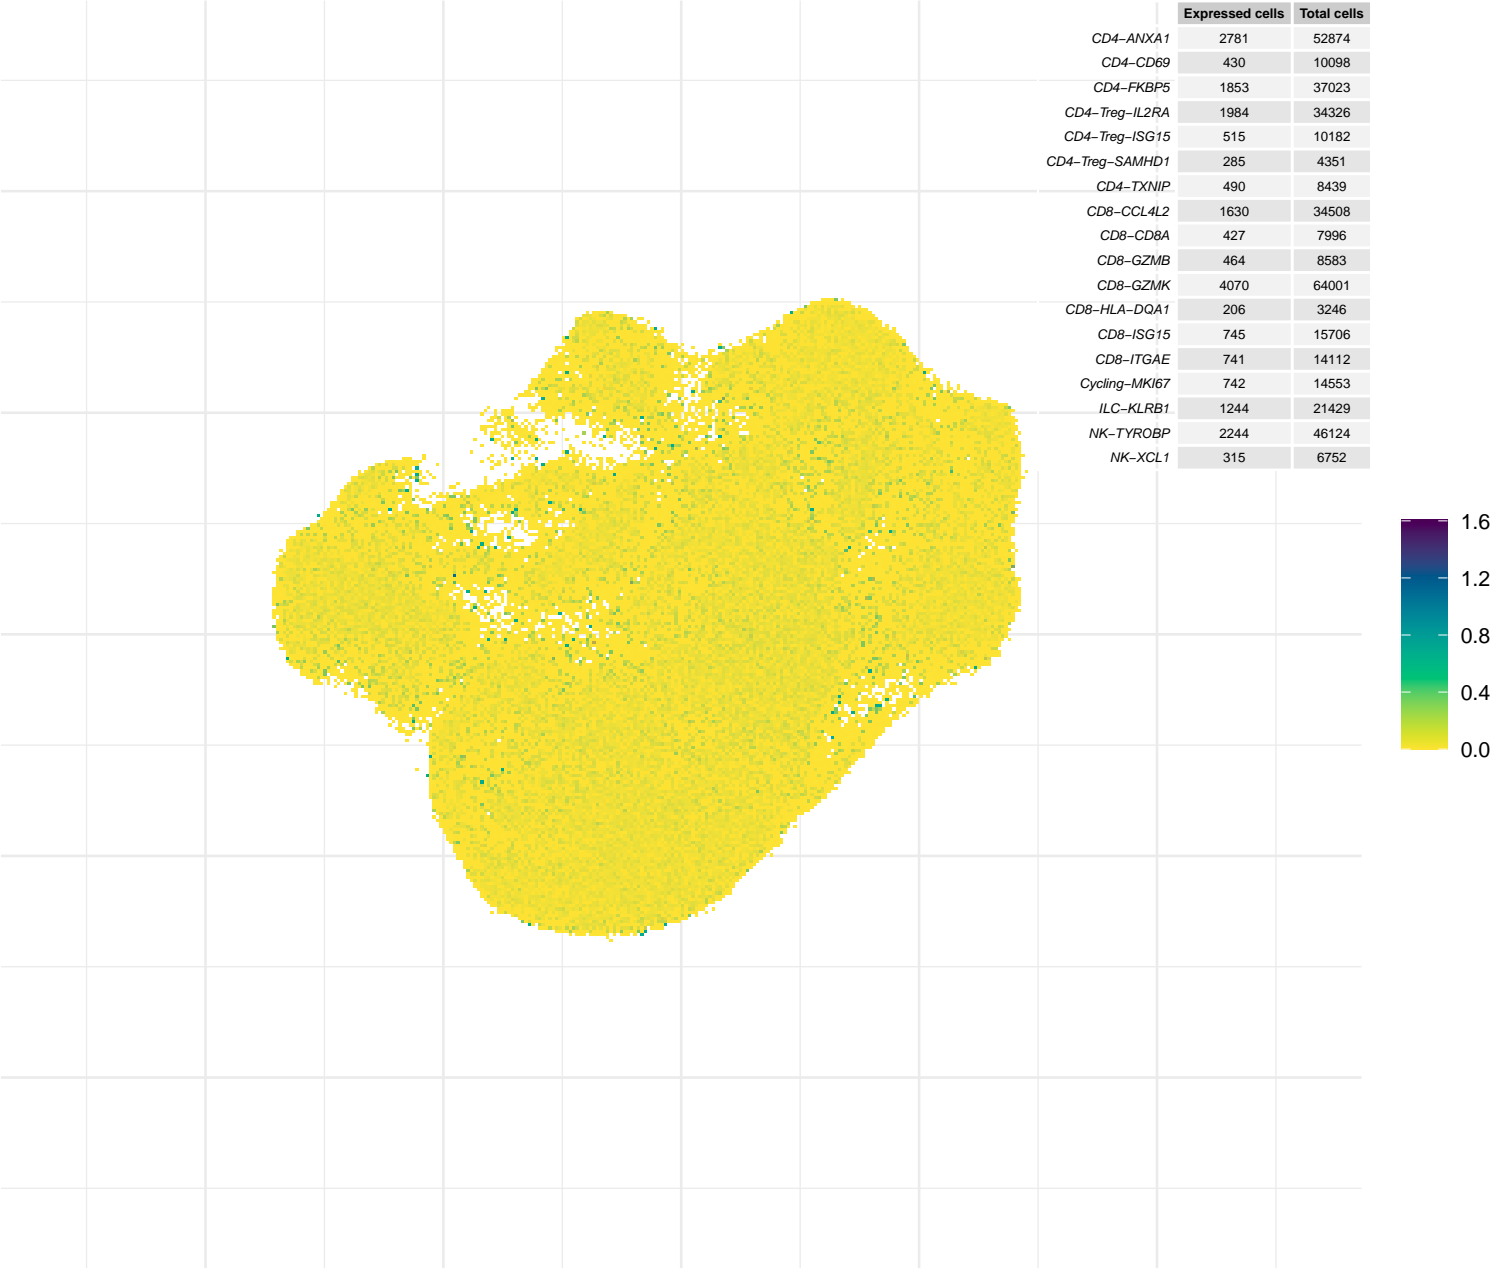 Expressed cells Total cells
CD4−ANXA1 2781 52874
CD4−CD69 430 10098
CD4−FKBP5 1853 37023
CD4−Treg−IL2RA 1984 34326
CD4−Treg−ISG15 515 10182
CD4−Treg−SAMHD1 285 4351
CD4−TXNIP 490 8439
CD8−CCL4L2 1630 34508
CD8−CD8A 427 7996
CD8−GZMB 464 8583
CD8−GZMK 4070 64001
CD8−HLA−DQA1 206 3246
CD8−ISG15 745 15706
CD8−ITGAE 741 14112
Cycling−MKI67 742 14553
ILC−KLRB1 1244 21429
NK−TYROBP 2244 46124
NK−XCL1 315 6752
1.6
1.2
0.8
0.4
0.0